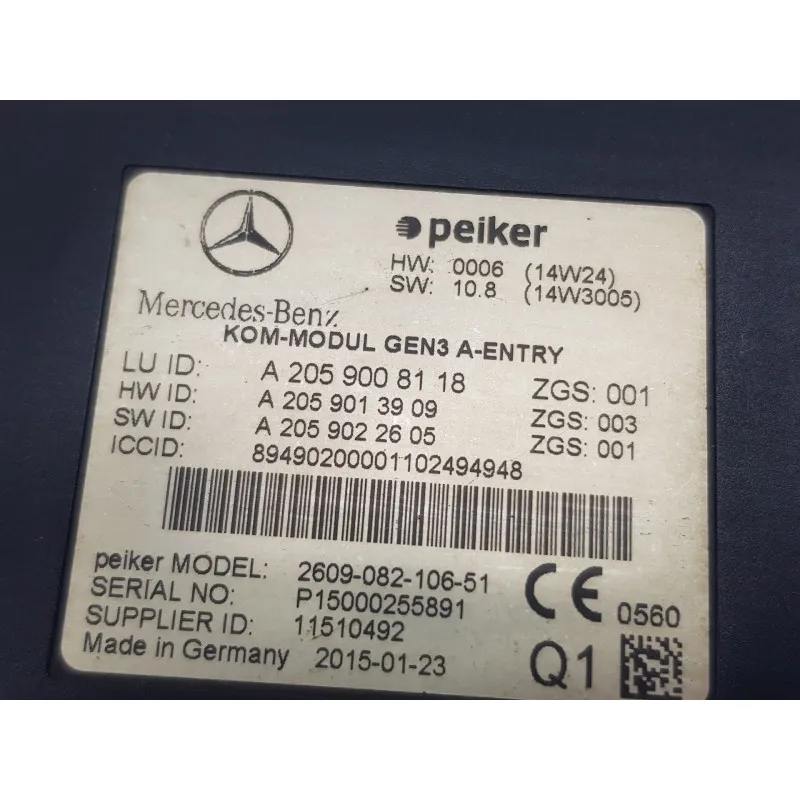 peiker
HW: 0006 (14W24)
SW: 10.8 (14W3005)
Mercedes-Benz
KOM-MODUL GEN3 A-ENTRY
LU ID: A 205 900 81 18 ZGS: 001
HW ID: A 205 901 39 09 ZGS: 003
SW ID: A 205 902 26 05 ZGS: 001
ICCID: 89490200001102494948
peiker MODEL: 2609-082-106-51
SERIAL NO: P15000255891
SUPPLIER ID: 11510492
CE 0560
Made in Germany 2015-01-23
Q1